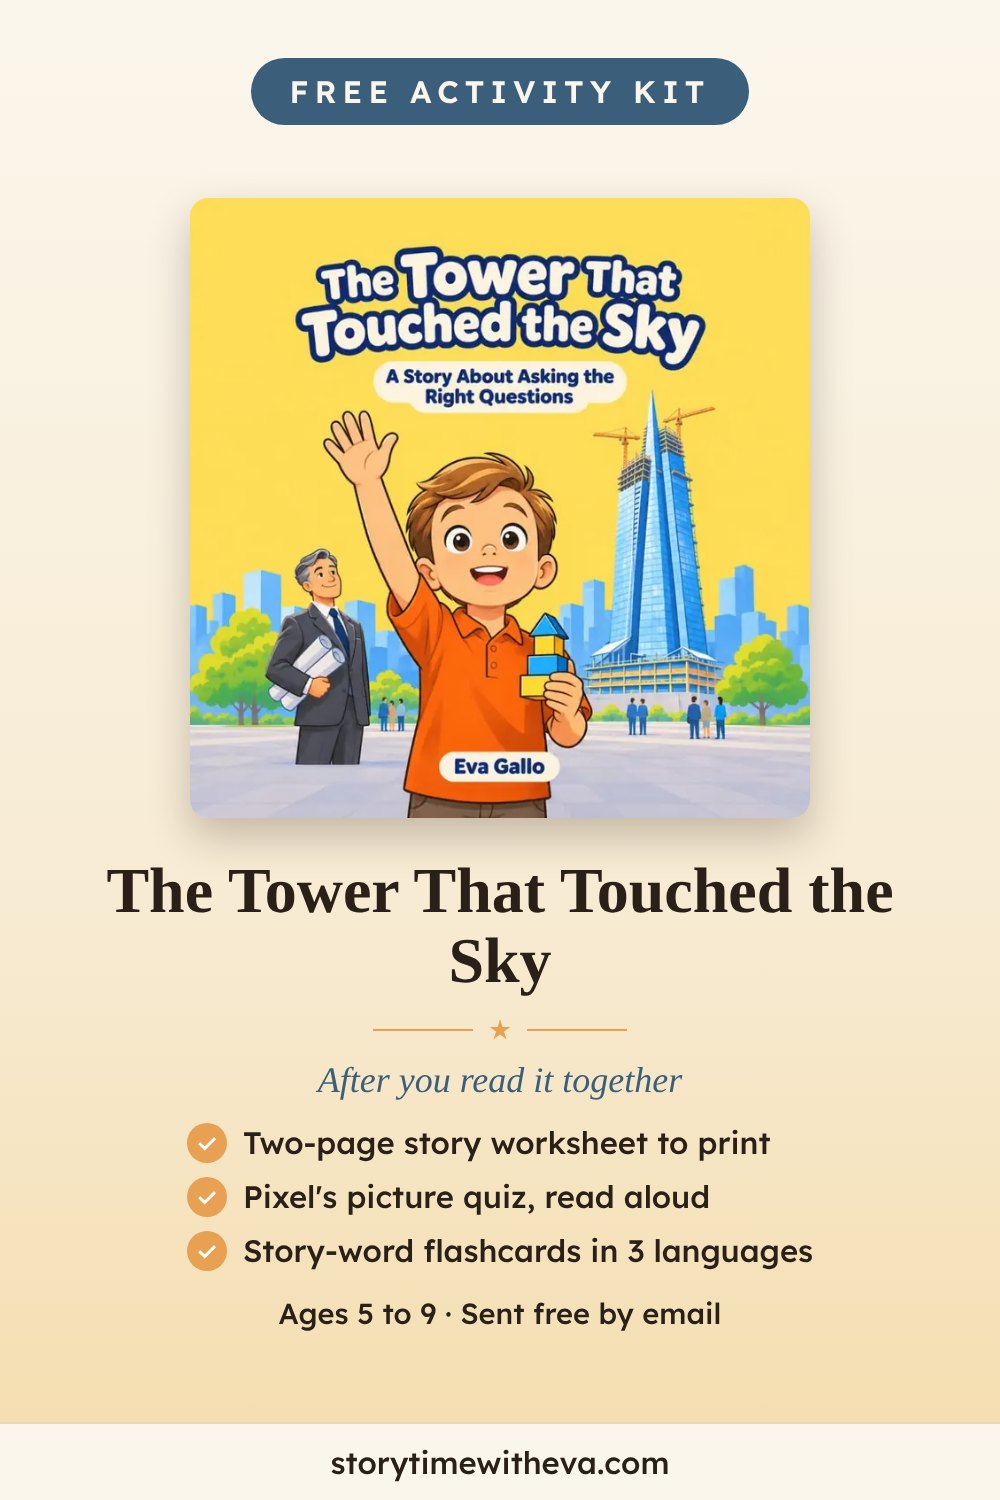 FREE ACTIVITY KIT
The Tower That
Touched the Sky
A Story About Asking the
Right Questions
Eva Gallo
The Tower That Touched the
Sky
After you read it together
Two-page story worksheet to print
Pixel's picture quiz, read aloud
Story-word flashcards in 3 languages
Ages 5 to 9 · Sent free by email
storytimewitheva.com